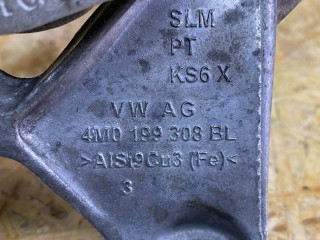 SLM
PT
KS6 X
VW AG
4M0 199 308 BL
>AlSi9Cu3 (Fe)<
3